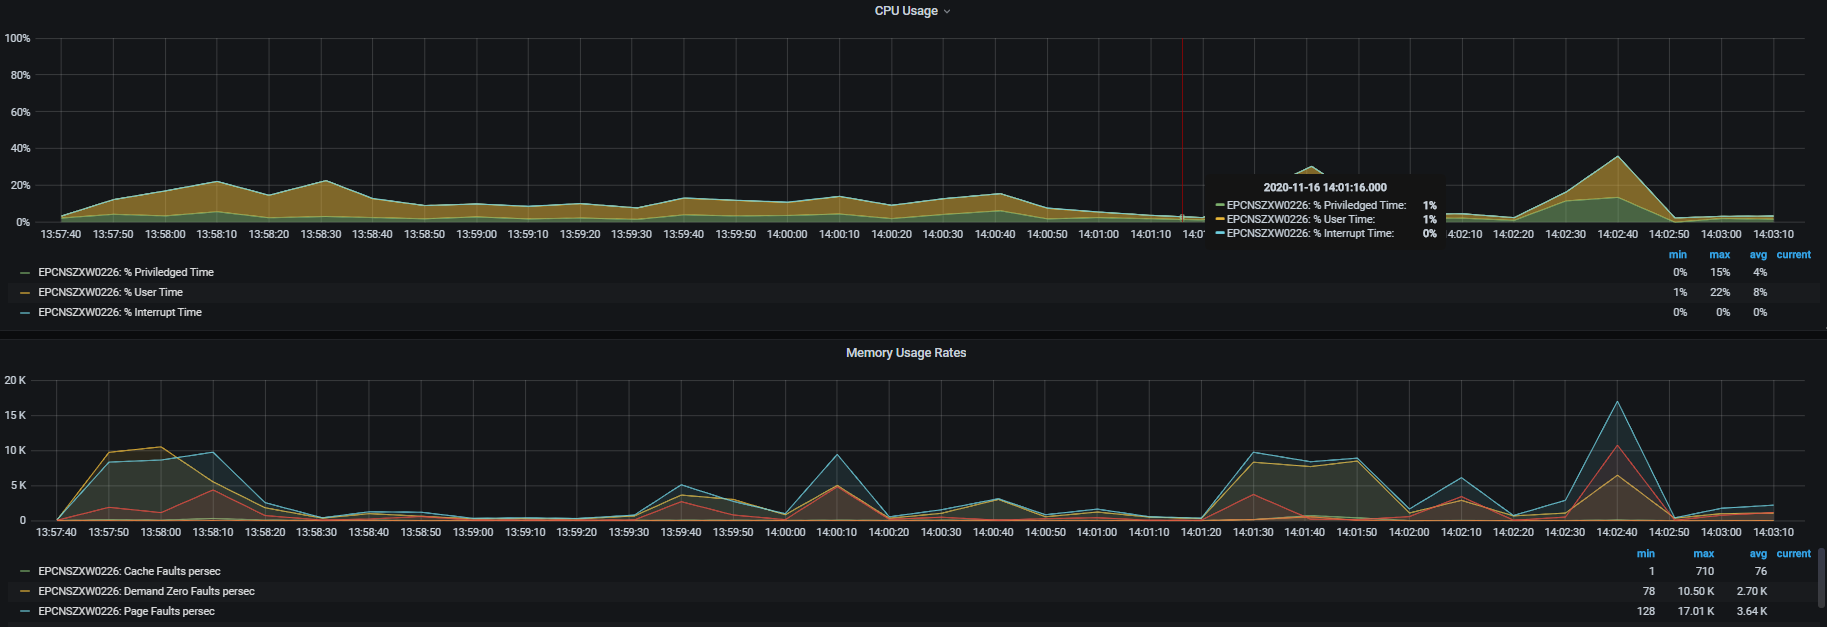 CPU Usage
100%
80%
60%
40%
20%
0%
13:57:40 13:57:50 13:58:00 13:58:10 13:58:20 13:58:30 13:58:40 13:58:50 13:59:00 13:59:10 13:59:20 13:59:30 13:59:40 13:59:50 14:00:00 14:00:10 14:00:20 14:00:30 14:00:40 14:00:50 14:01:00 14:01:10 14:01 4:02:10 14:02:20 14:02:30 14:02:40 14:02:50 14:03:00 14:03:10
2020-11-16 14:01:16.000
EPCNSZXW0226: % Priviledged Time: 1%
EPCNSZXW0226: % User Time: 1%
EPCNSZXW0226: % Interrupt Time: 0%
min max avg current
EPCNSZXW0226: % Priviledged Time 0% 15% 4%
EPCNSZXW0226: % User Time 1% 22% 8%
EPCNSZXW0226: % Interrupt Time 0% 0% 0%
Memory Usage Rates
20 K
15 K
10 K
5 K
0
13:57:40 13:57:50 13:58:00 13:58:10 13:58:20 13:58:30 13:58:40 13:58:50 13:59:00 13:59:10 13:59:20 13:59:30 13:59:40 13:59:50 14:00:00 14:00:10 14:00:20 14:00:30 14:00:40 14:00:50 14:01:00 14:01:10 14:01:20 14:01:30 14:01:40 14:01:50 14:02:00 14:02:10 14:02:20 14:02:30 14:02:40 14:02:50 14:03:00 14:03:10
min max avg current
EPCNSZXW0226: Cache Faults persec 1 710 76
EPCNSZXW0226: Demand Zero Faults persec 78 10.50 K 2.70 K
EPCNSZXW0226: Page Faults persec 128 17.01 K 3.64 K